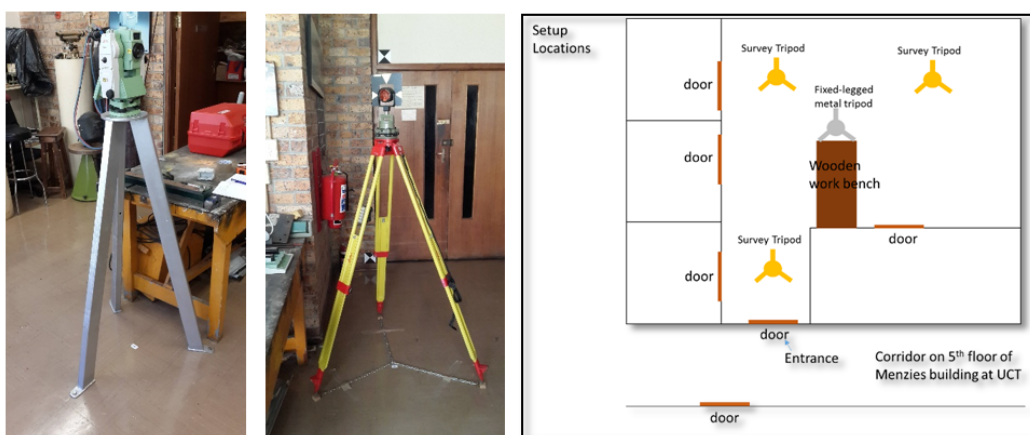 Setup
Locations
Survey Tripod
Survey Tripod
door
Fixed-legged
metal tripod
door
Wooden
work bench
Survey Tripod
door
door
door
Entrance
Corridor on 5th floor of
Menzies building at UCT
door